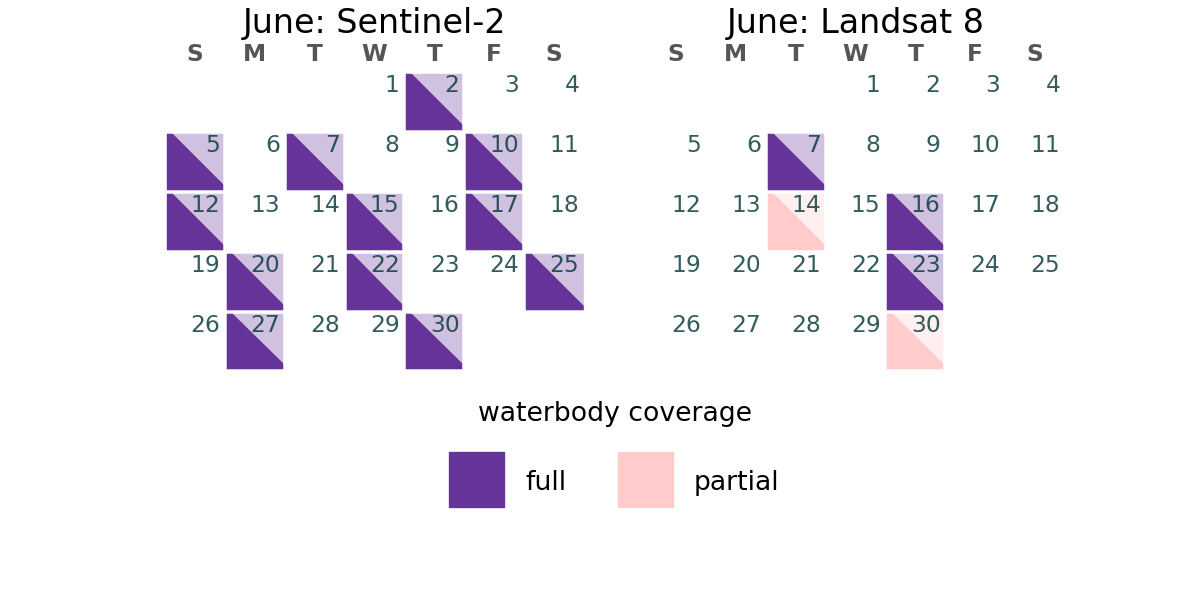 June: Sentinel-2
S M T W T F S
1 2 3 4
5 6 7 8 9 10 11
12 13 14 15 16 17 18
19 20 21 22 23 24 25
26 27 28 29 30
June: Landsat 8
S M T W T F S
1 2 3 4
5 6 7 8 9 10 11
12 13 14 15 16 17 18
19 20 21 22 23 24 25
26 27 28 29 30
waterbody coverage
full partial